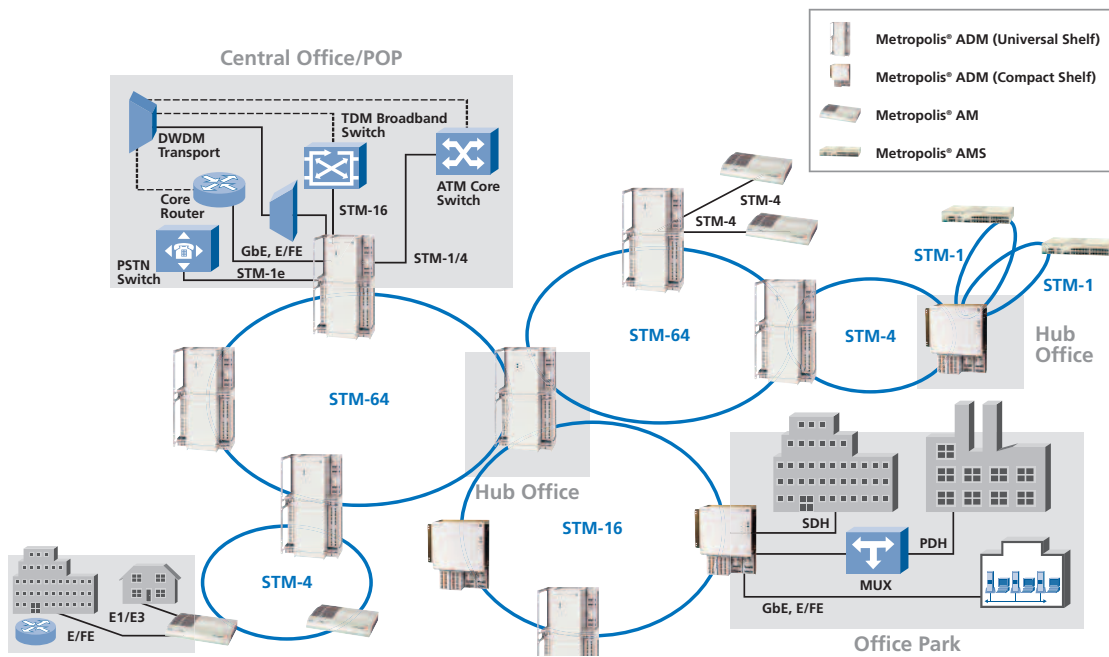 Metropolis® ADM (Universal Shelf)
Metropolis® ADM (Compact Shelf)
Metropolis® AM
Metropolis® AMS
Central Office/POP
DWDM
Transport
TDM Broadband
Switch
ATM Core
Switch
Core
Router
STM-16
GbE, E/FE
PSTN
Switch
STM-1e
STM-1/4
STM-4
STM-4
STM-1
STM-1
STM-64
STM-64
STM-4
Hub
Office
Hub Office
STM-16
STM-4
SDH
PDH
MUX
GbE, E/FE
Office Park
E1/E3
E/FE